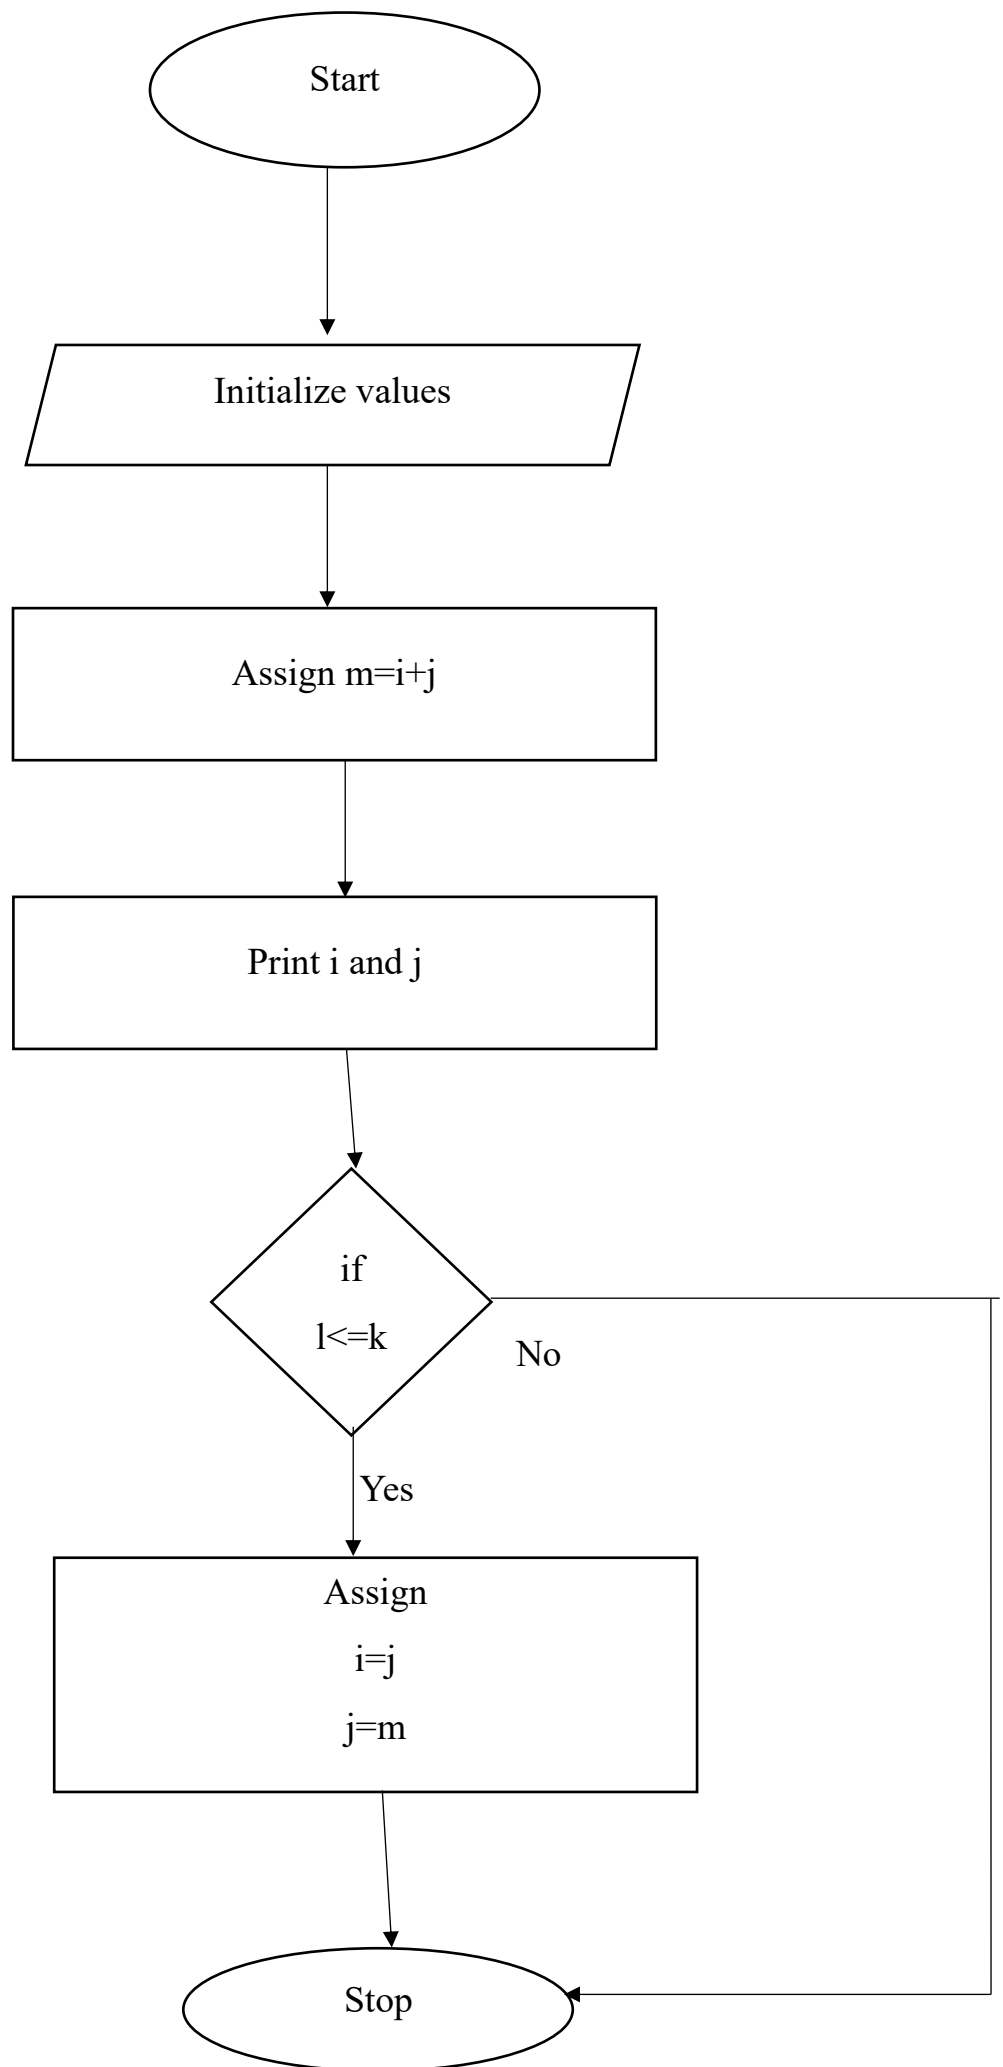 Start
Initialize values
Assign m=i+j
Print i and j
if
l<=k
No
Yes
Assign
i=j
j=m
Stop